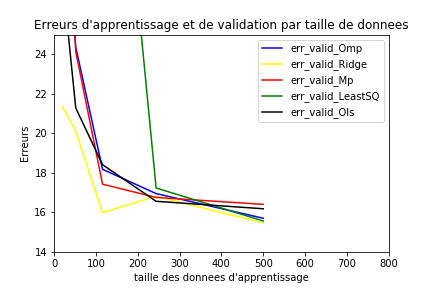 Erreurs d'apprentissage et de validation par taille de donnees
24
22
20
18
16
14
Erreurs
err_valid_Omp
err_valid_Ridge
err_valid_Mp
err_valid_LeastSQ
err_valid_Ols
0 100 200 300 400 500 600 700 800
taille des donnees d'apprentissage